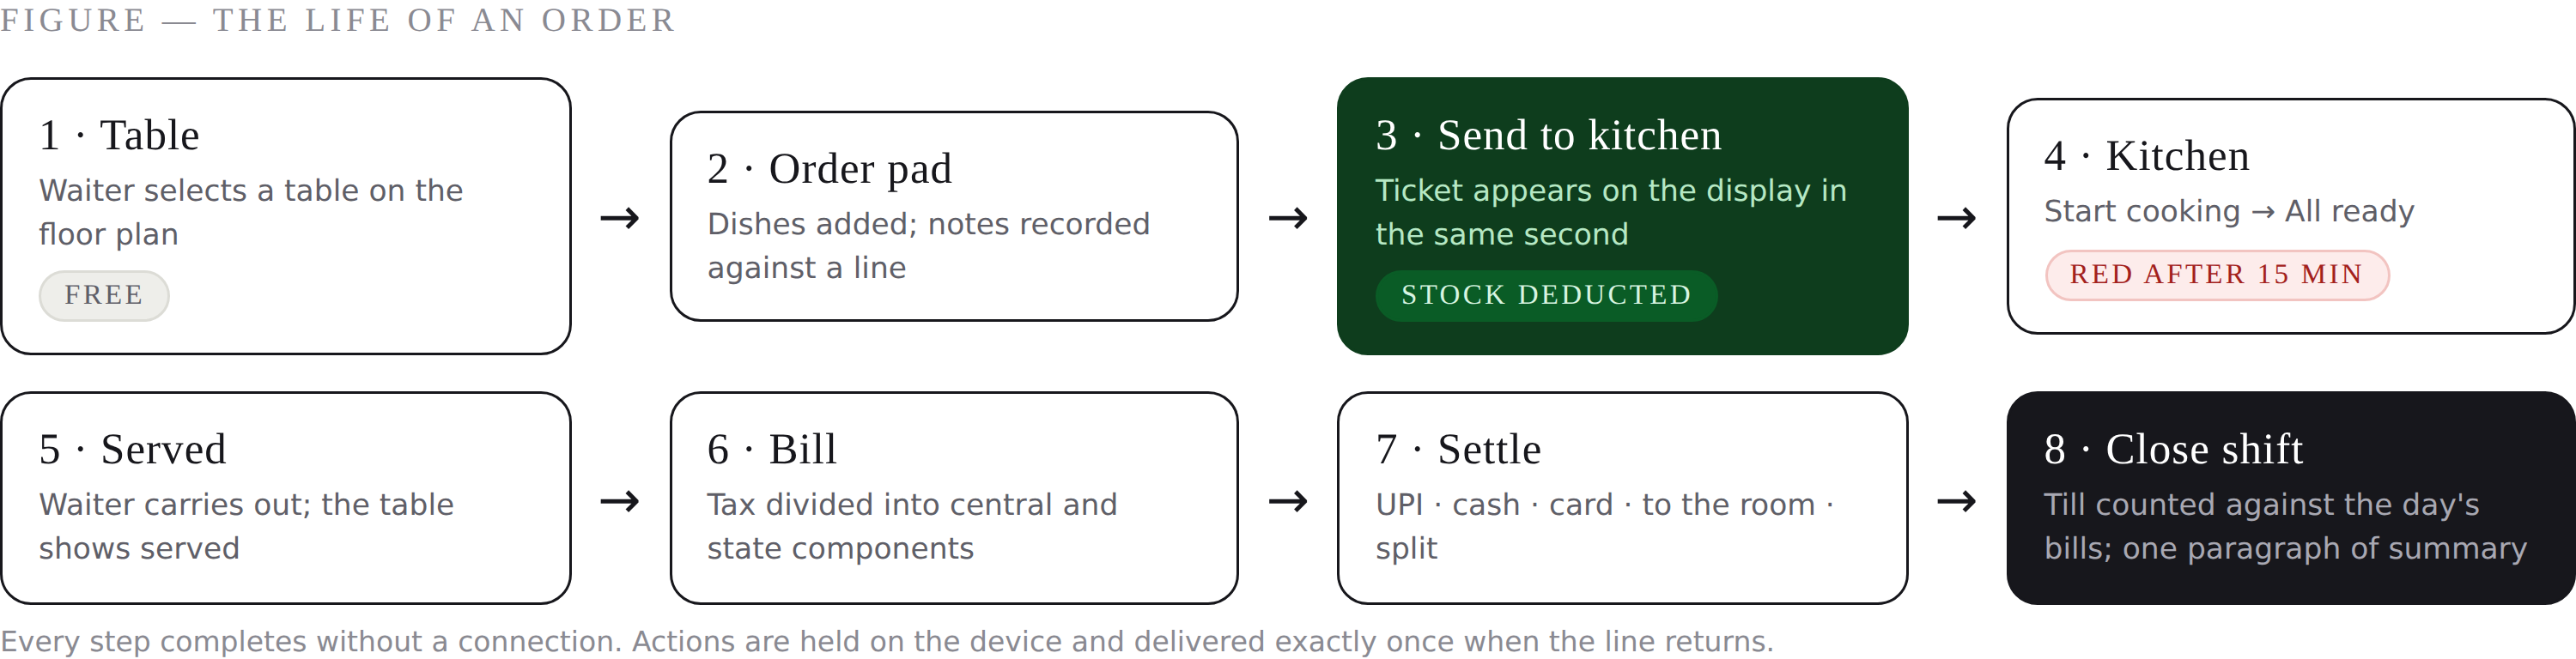 FIGURE — THE LIFE OF AN ORDER
1 · Table
Waiter selects a table on the
floor plan
FREE
→
2 · Order pad
Dishes added; notes recorded
against a line
→
3 · Send to kitchen
Ticket appears on the display in
the same second
STOCK DEDUCTED
→
4 · Kitchen
Start cooking → All ready
RED AFTER 15 MIN
5 · Served
Waiter carries out; the table
shows served
→
6 · Bill
Tax divided into central and
state components
→
7 · Settle
UPI · cash · card · to the room ·
split
→
8 · Close shift
Till counted against the day's
bills; one paragraph of summary
Every step completes without a connection. Actions are held on the device and delivered exactly once when the line returns.